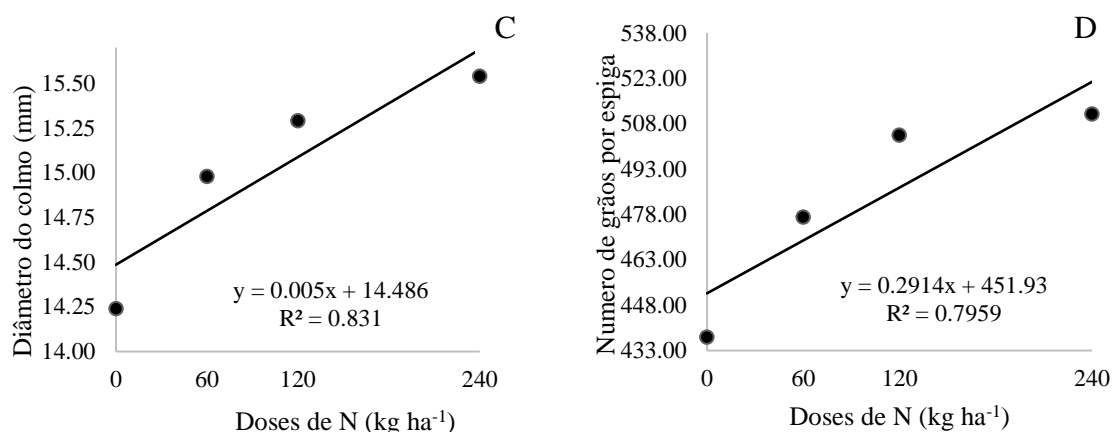 C
Diâmetro do colmo (mm)
15.50
15.25
15.00
14.75
14.50
14.25
14.00
y = 0.005x + 14.486
R² = 0.831
0 60 120 240
Doses de N (kg ha-1)
D
Numero de grãos por espiga
538.00
523.00
508.00
493.00
478.00
463.00
448.00
433.00
y = 0.2914x + 451.93
R² = 0.7959
0 60 120 240
Doses de N (kg ha-1)